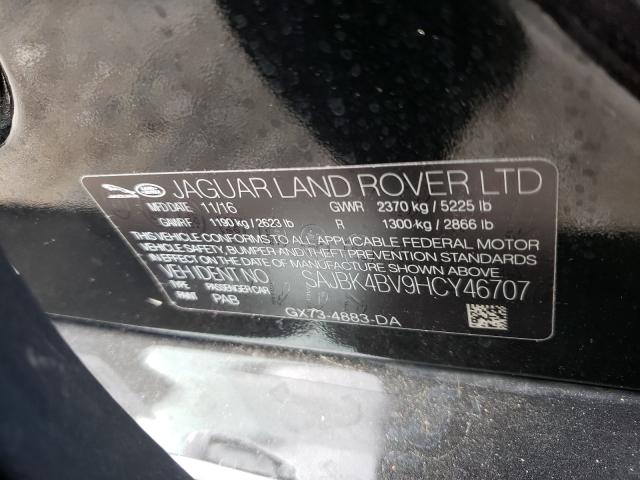 JAGUAR LAND ROVER LTD
MFD DATE 11/16 GVWR 2370 kg / 5225 lb
GAWR F 1190 kg / 2623 lb R 1300 kg / 2866 lb
THIS VEHICLE CONFORMS TO ALL APPLICABLE FEDERAL MOTOR
VEHICLE SAFETY, BUMPER AND THEFT PREVENTION STANDARDS
IN EFFECT ON THE DATE OF MANUFACTURE SHOWN ABOVE
VEH IDENT NO. SAJBK4BV9HCY46707
TYPE PASSENGER CAR
PAINT PAB
GX73-4883-DA